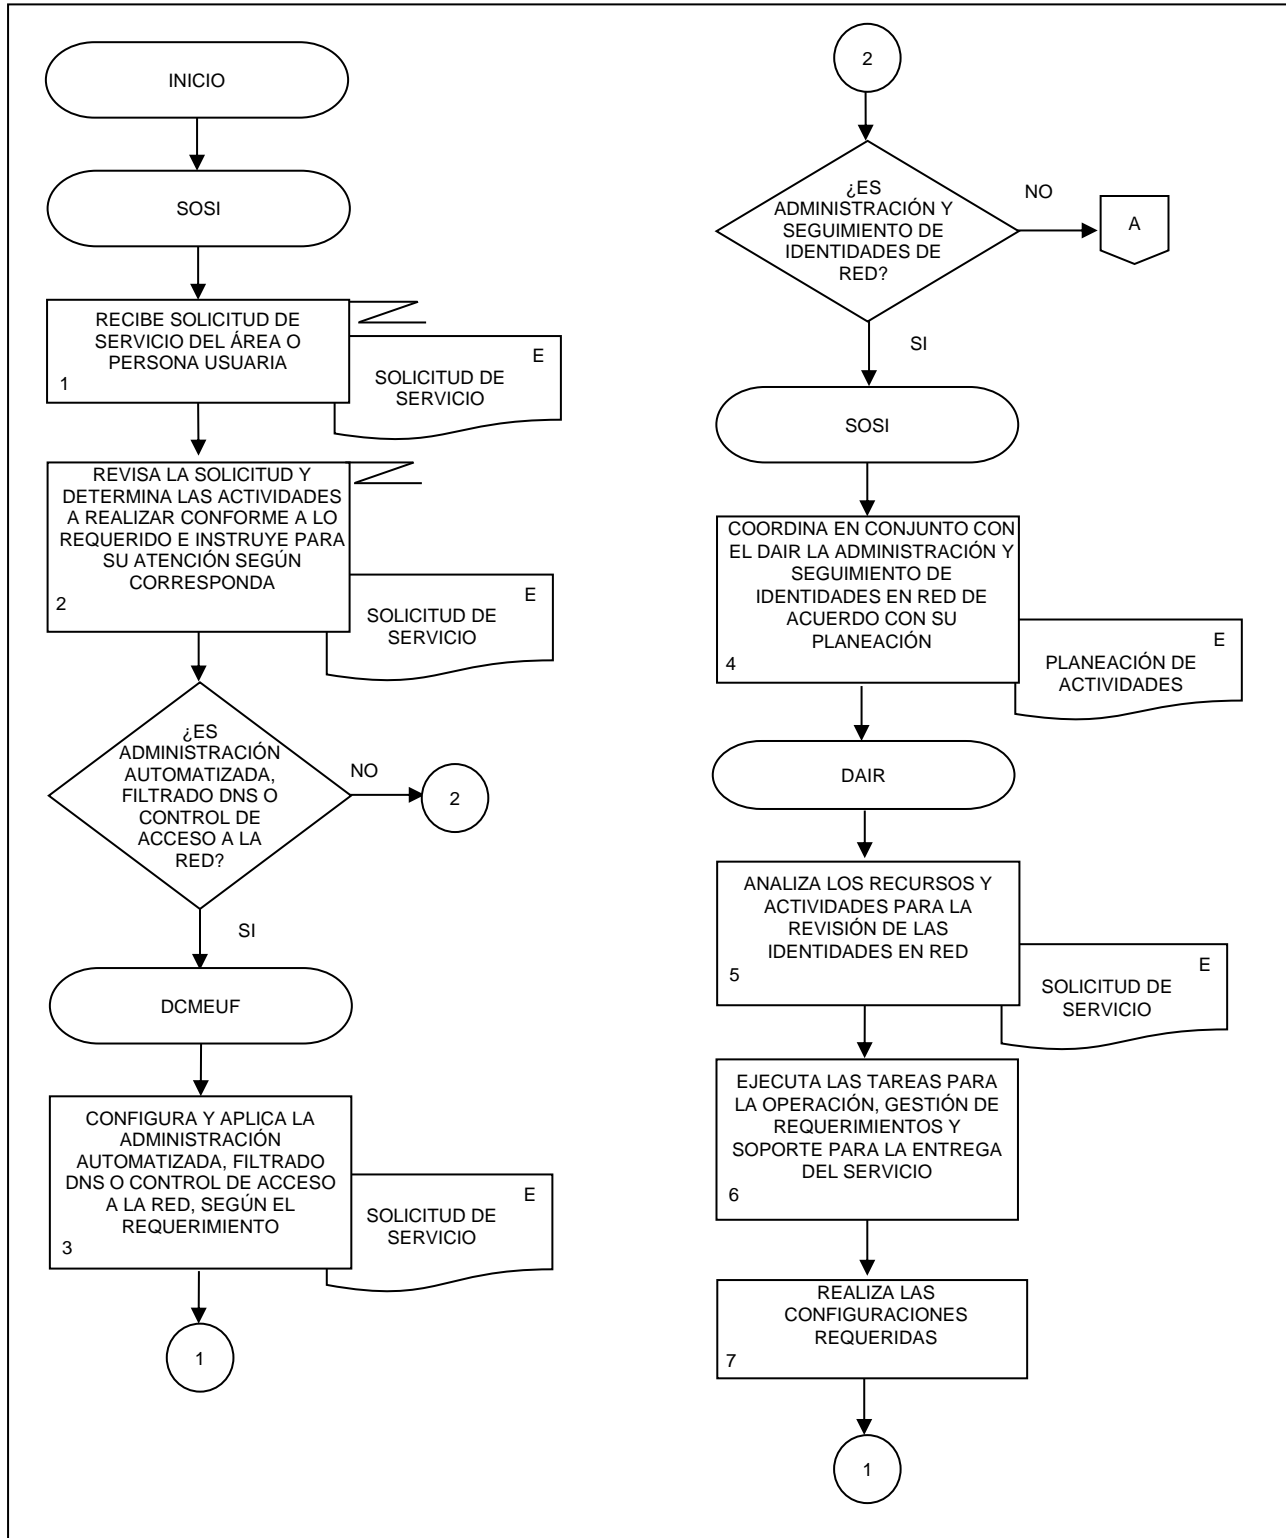 INICIO
SOSI
RECIBE SOLICITUD DE
SERVICIO DEL ÁREA O
PERSONA USUARIA
1
E
SOLICITUD DE
SERVICIO
REVISA LA SOLICITUD Y
DETERMINA LAS ACTIVIDADES
A REALIZAR CONFORME A LO
REQUERIDO E INSTRUYE PARA
SU ATENCIÓN SEGÚN
CORRESPONDA
2
E
SOLICITUD DE
SERVICIO
¿ES
ADMINISTRACIÓN
AUTOMATIZADA,
FILTRADO DNS O
CONTROL DE
ACCESO A LA
RED?
NO
2
SI
DCMEUF
CONFIGURA Y APLICA LA
ADMINISTRACIÓN
AUTOMATIZADA, FILTRADO
DNS O CONTROL DE ACCESO
A LA RED, SEGÚN EL
REQUERIMIENTO
3
E
SOLICITUD DE
SERVICIO
1
2
¿ES
ADMINISTRACIÓN Y
SEGUIMIENTO DE
IDENTIDADES DE
RED?
NO
A
SI
SOSI
COORDINA EN CONJUNTO CON
EL DAIR LA ADMINISTRACIÓN Y
SEGUIMIENTO DE
IDENTIDADES EN RED DE
ACUERDO CON SU
PLANEACIÓN
4
E
PLANEACIÓN DE
ACTIVIDADES
DAIR
ANALIZA LOS RECURSOS Y
ACTIVIDADES PARA LA
REVISIÓN DE LAS
IDENTIDADES EN RED
5
E
SOLICITUD DE
SERVICIO
EJECUTA LAS TAREAS PARA
LA OPERACIÓN, GESTIÓN DE
REQUERIMIENTOS Y
SOPORTE PARA LA ENTREGA
DEL SERVICIO
6
REALIZA LAS
CONFIGURACIONES
REQUERIDAS
7
1